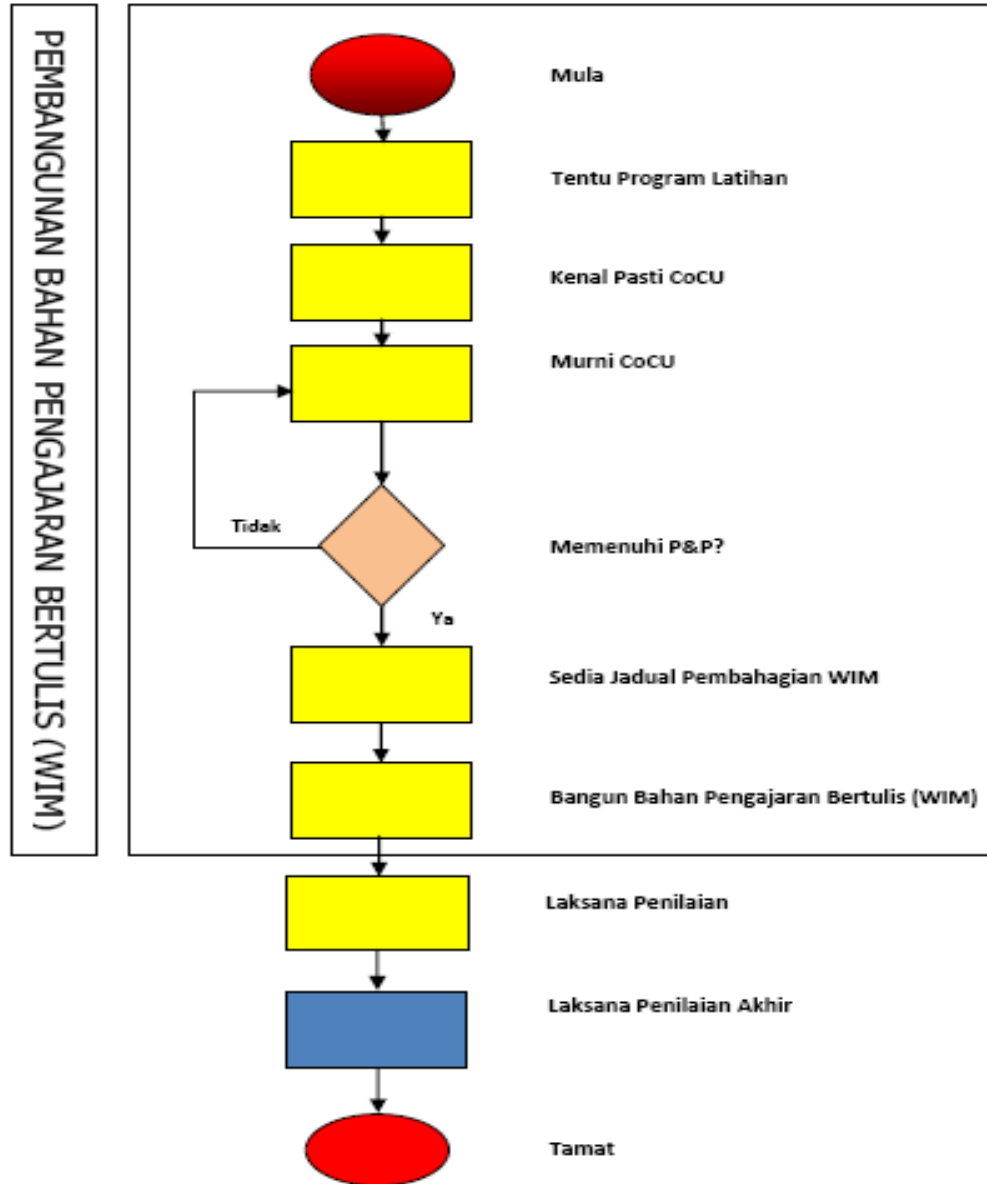 PEMBANGUNAN BAHAN PENGAJARAN BERTULIS (WIM)
Mula
Tentu Program Latihan
Kenal Pasti CoCU
Murni CoCU
Tidak
Memenuhi P&P?
Ya
Sedia Jadual Pembahagian WIM
Bangun Bahan Pengajaran Bertulis (WIM)
Laksana Penilaian
Laksana Penilaian Akhir
Tamat